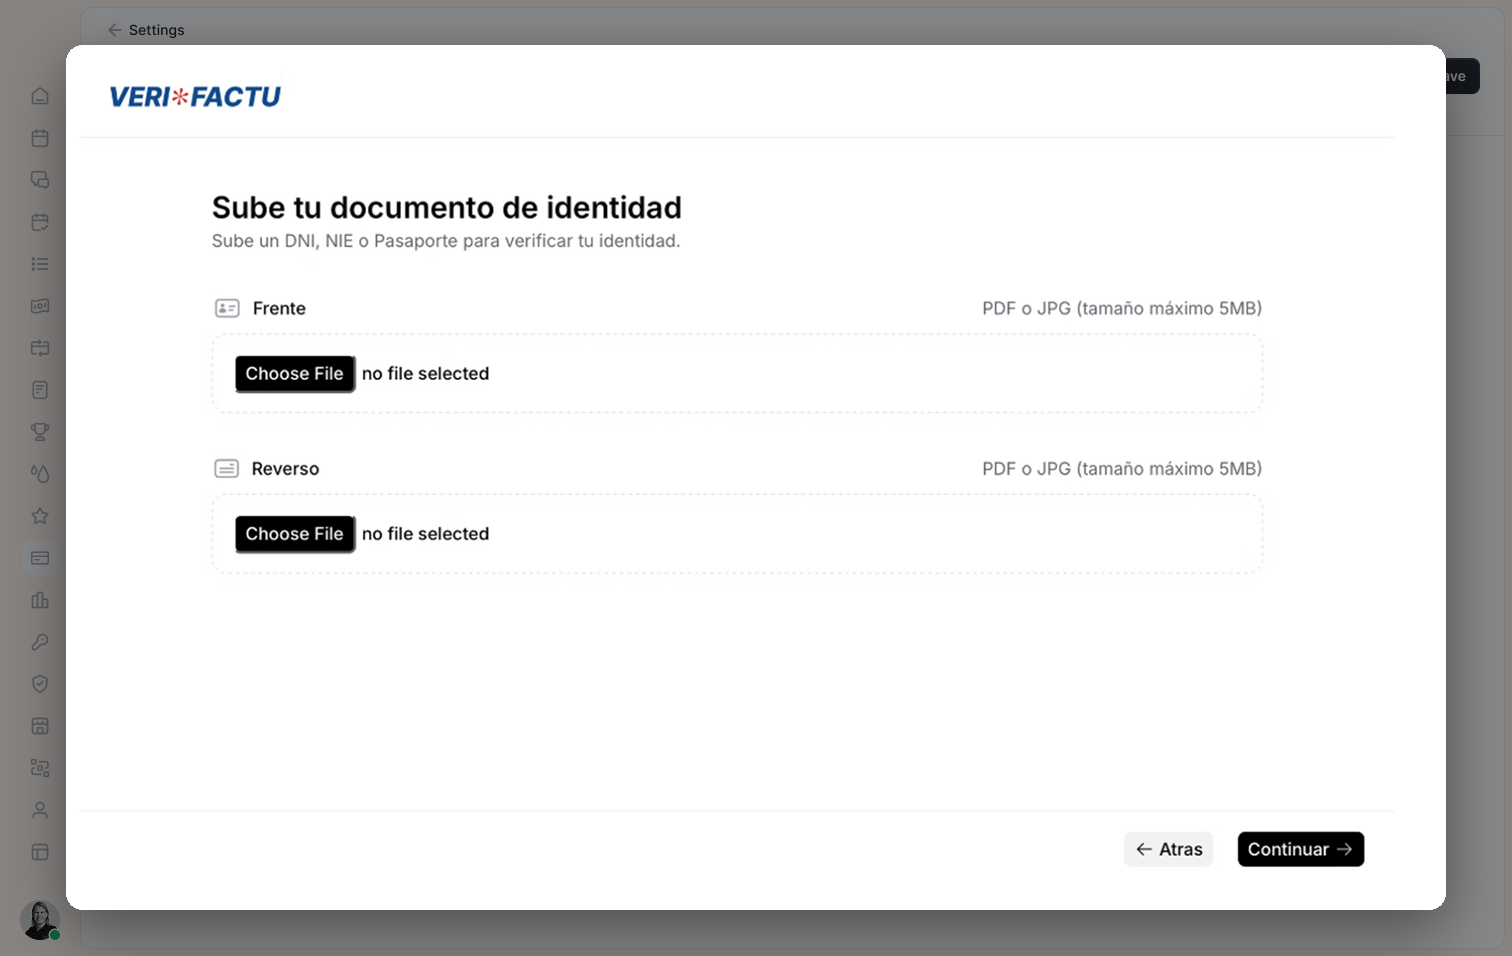 Settings
ave
VERI*FACTU
Sube tu documento de identidad
Sube un DNI, NIE o Pasaporte para verificar tu identidad.
Frente
PDF o JPG (tamaño máximo 5MB)
Choose File no file selected
Reverso
PDF o JPG (tamaño máximo 5MB)
Choose File no file selected
← Atras
Continuar →